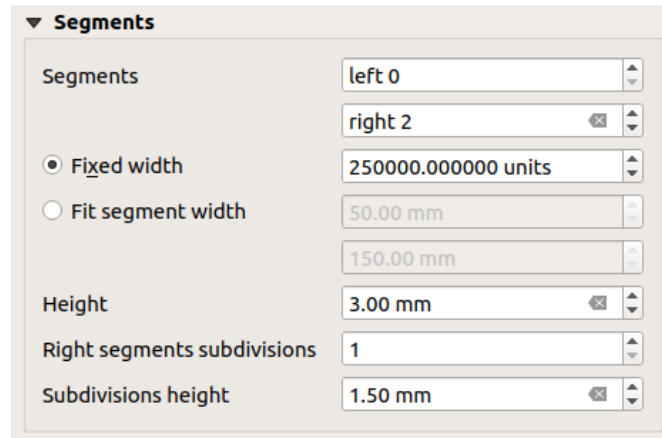 Segments
Segments left 0
right 2
Fixed width 250000.000000 units
Fit segment width 50.00 mm
150.00 mm
Height 3.00 mm
Right segments subdivisions 1
Subdivisions height 1.50 mm